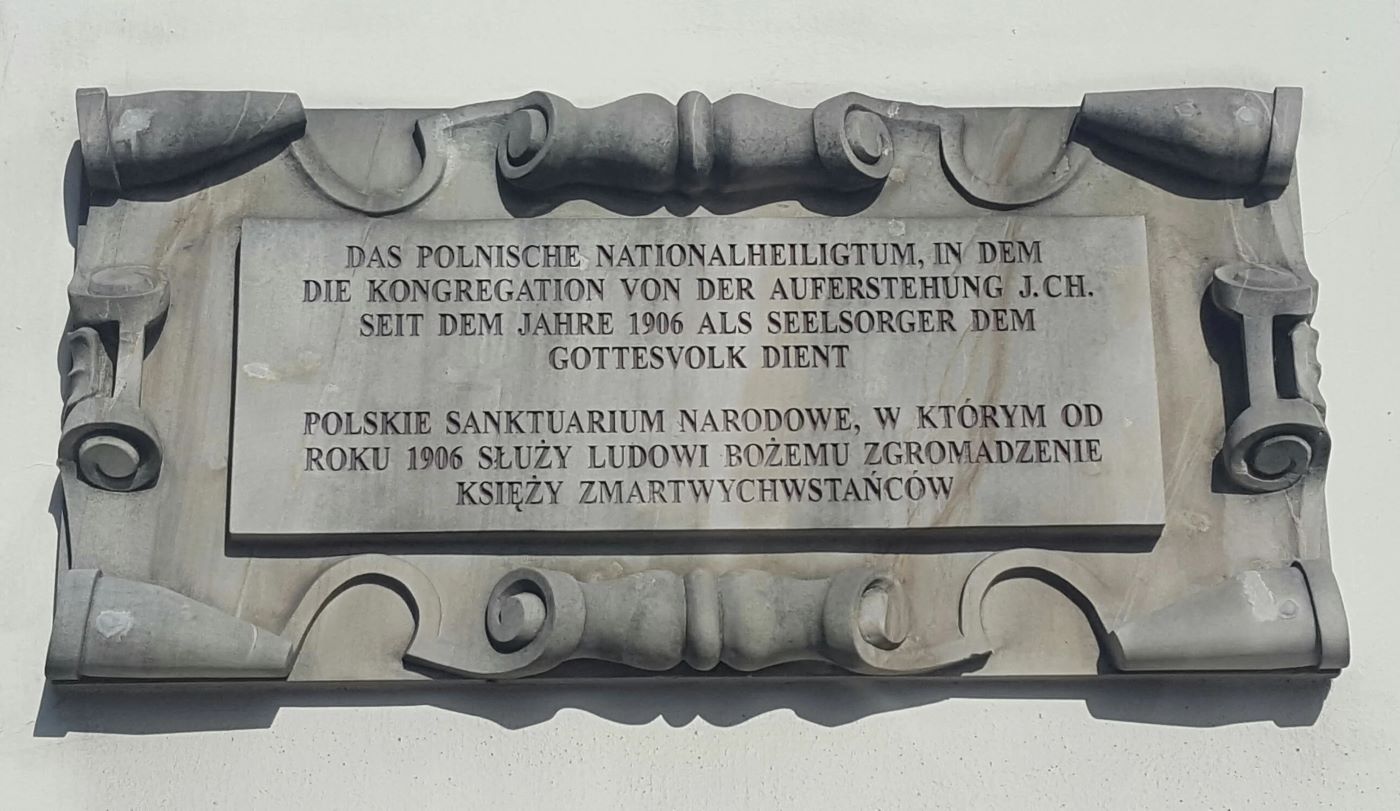 DAS POLNISCHE NATIONALHEILIGTUM, IN DEM
DIE KONGREGATION VON DER AUFERSTEHUNG J.CH.
SEIT DEM JAHRE 1906 ALS SEELSORGER DEM
GOTTESVOLK DIENT
POLSKIE SANKTUARIUM NARODOWE, W KTÓRYM OD
ROKU 1906 SŁUŻY LUDOWI BOŻEMU ZGROMADZENIE
KSIĘŻY ZMARTWYCHWSTAŃCÓW